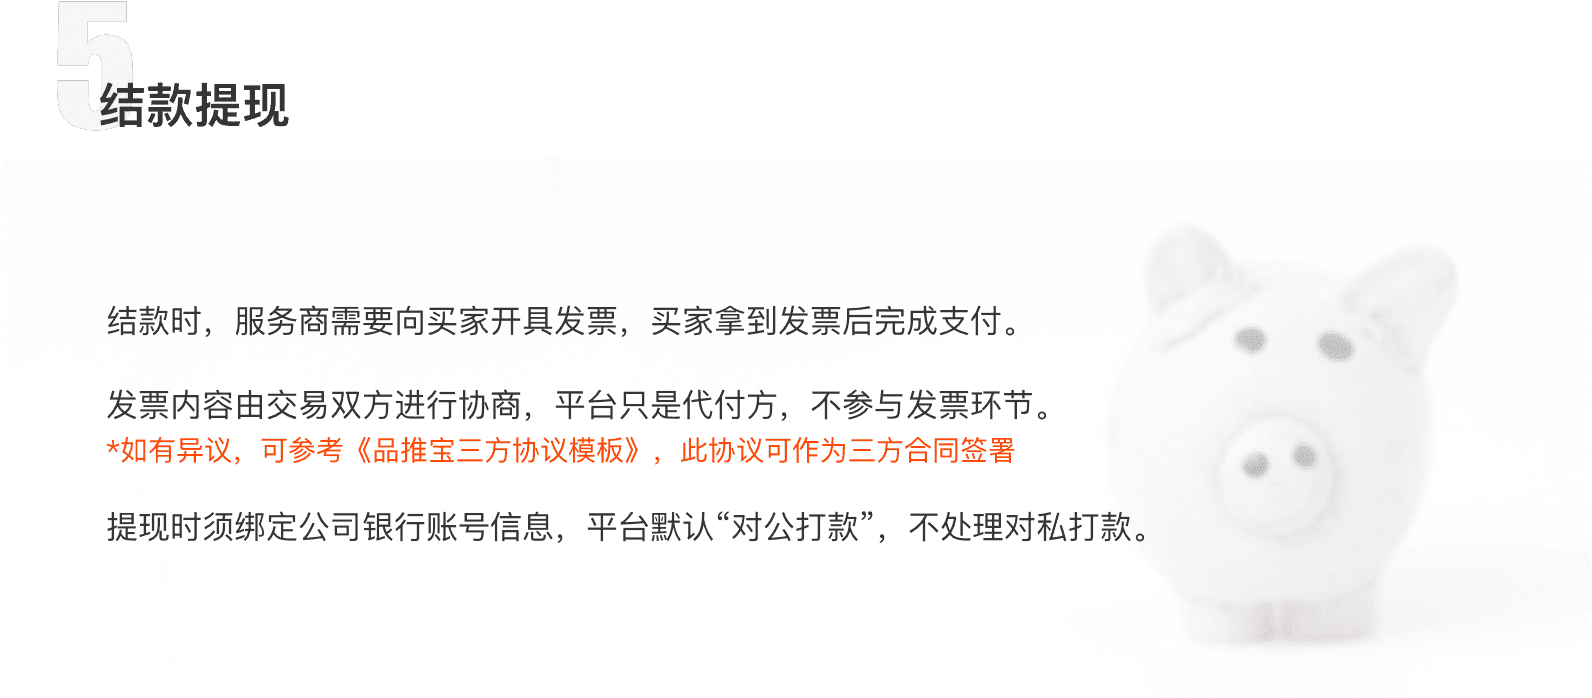 5
结款提现
结款时，服务商需要向买家开具发票，买家拿到发票后完成支付。
发票内容由交易双方进行协商，平台只是代付方，不参与发票环节。
*如有异议，可参考《品推宝三方协议模板》，此协议可作为三方合同签署
提现时须绑定公司银行账号信息，平台默认“对公打款”，不处理对私打款。